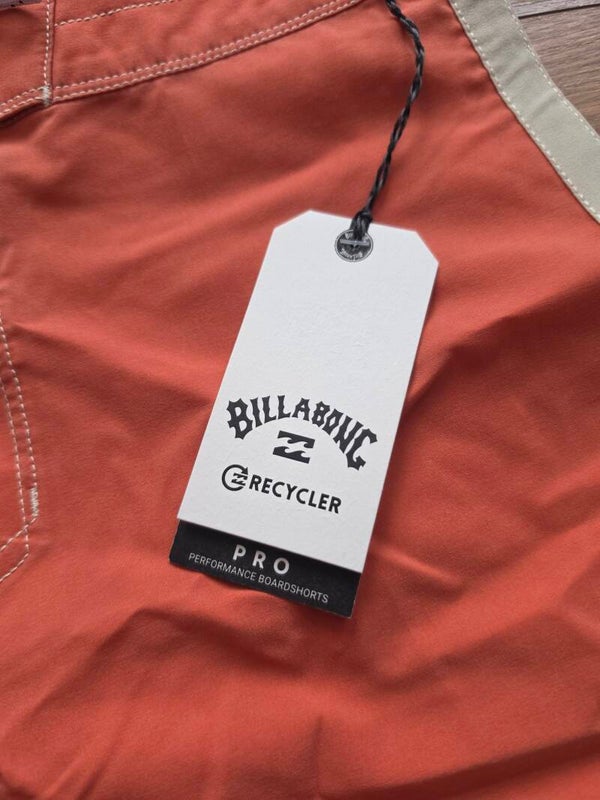 BILLABONG
RECYCLER
PRO
PERFORMANCE BOARDSHORTS